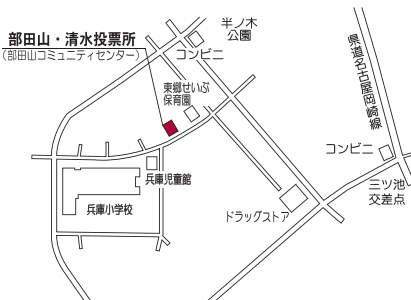 半ノ木
公園
部田山・清水投票所
(部田山コミュニティセンター)
コンビニ
県道名古屋岡崎線
東郷せいぶ
保育園
コンビニ
兵庫児童館
三ツ池
交差点
兵庫小学校
ドラッグストア